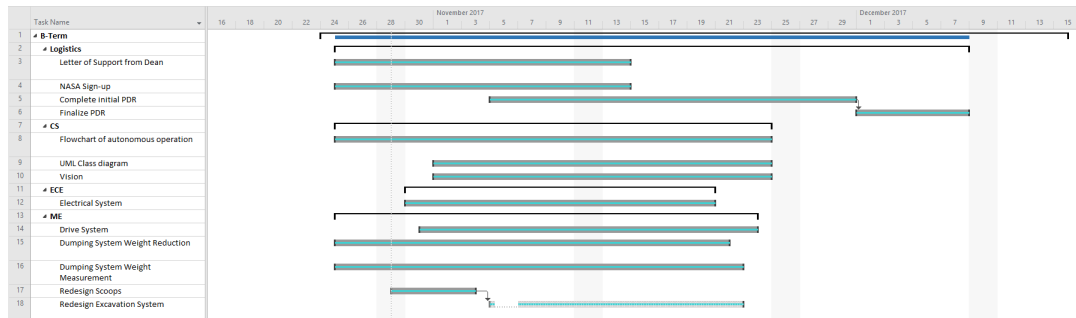 November 2017 December 2017
Task Name 16 18 20 22 24 26 28 30 1 3 5 7 9 11 13 15 17 19 21 23 25 27 29 1 3 5 7 9 11 13 15
1 B-Term
2 Logistics
3 Letter of Support from Dean
4 NASA Sign-up
5 Complete initial PDR
6 Finalize PDR
7 CS
8 Flowchart of autonomous operation
9 UML Class diagram
10 Vision
11 ECE
12 Electrical System
13 ME
14 Drive System
15 Dumping System Weight Reduction
16 Dumping System Weight
Measurement
17 Redesign Scoops
18 Redesign Excavation System